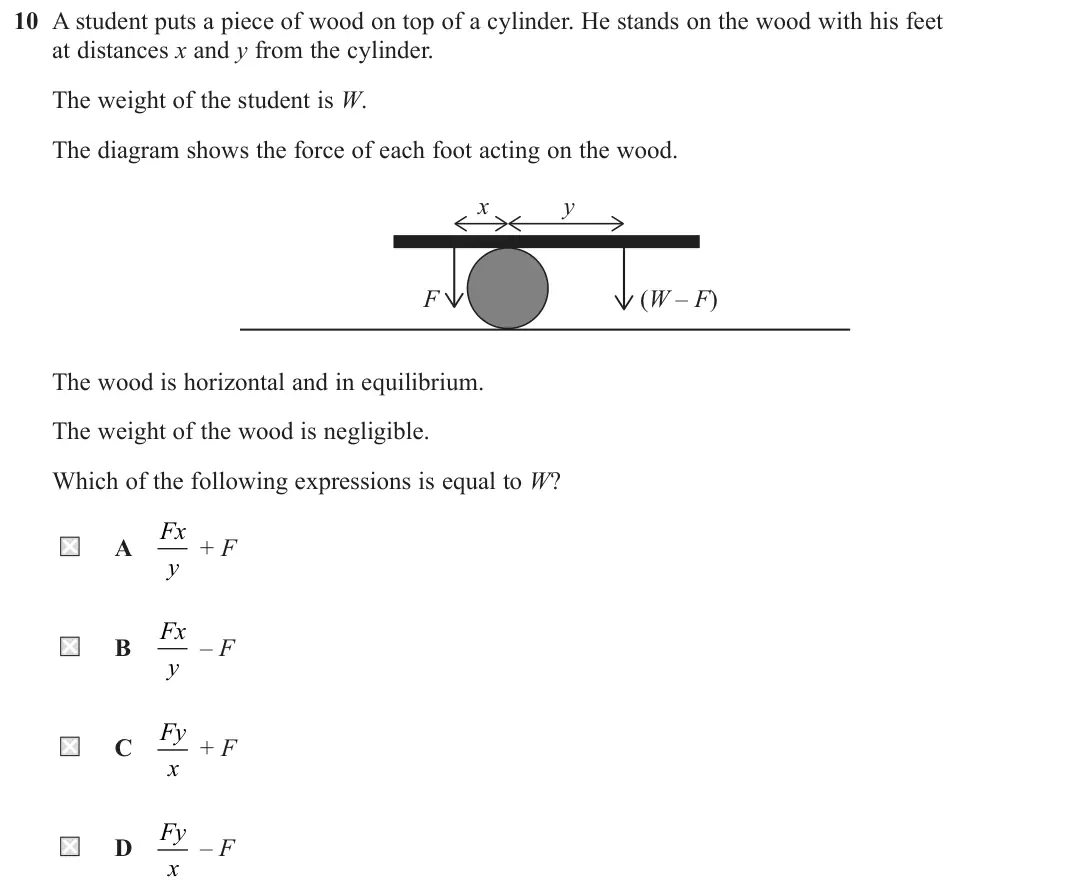 10 A student puts a piece of wood on top of a cylinder. He stands on the wood with his feet
at distances x and y from the cylinder.
The weight of the student is W.
The diagram shows the force of each foot acting on the wood.
x y
F (W – F)
The wood is horizontal and in equilibrium.
The weight of the wood is negligible.
Which of the following expressions is equal to W?
A Fx/y + F
B Fx/y – F
C Fy/x + F
D Fy/x – F